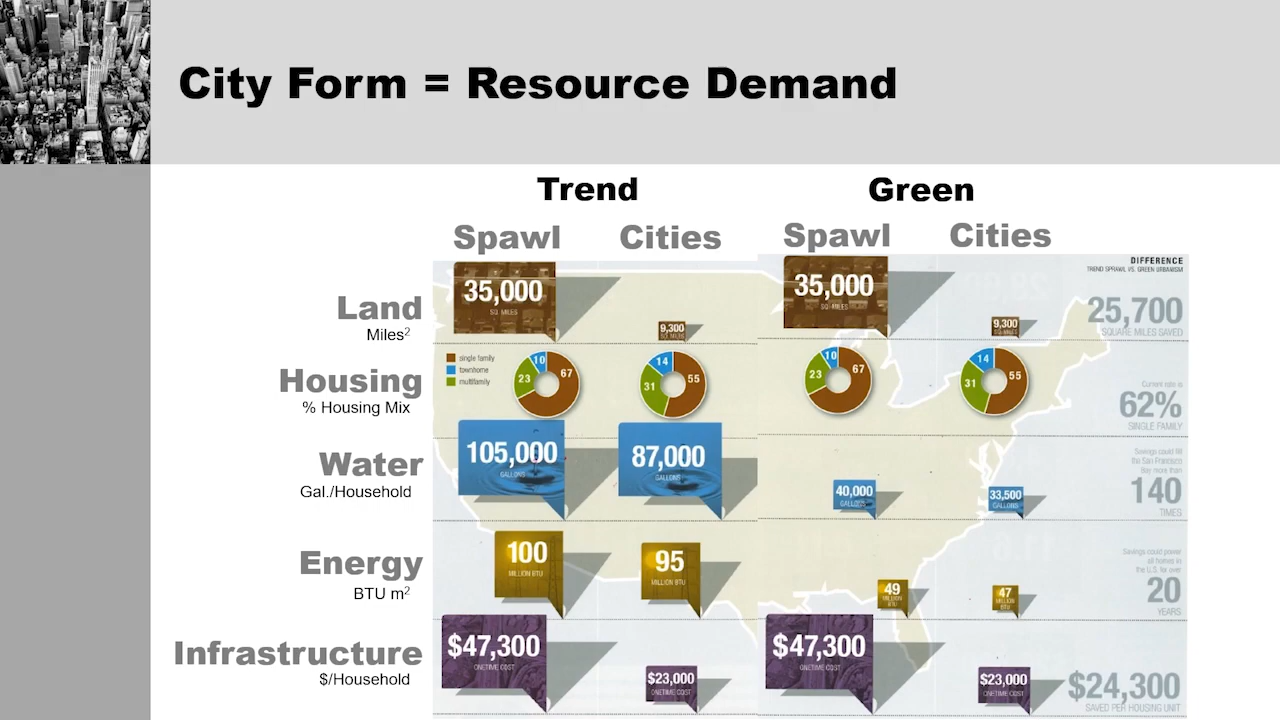 City Form = Resource Demand
Trend
Green
Spawl Cities Spawl Cities
DIFFERENCE
TREND SPRAWL VS. GREEN URBANISM
Land
Miles2
35,000
SQ. MILES
9,300
SQ. MILES
35,000
SQ. MILES
9,300
SQ. MILES
25,700
SQUARE MILES SAVED
Housing
% Housing Mix
single family
townhome
multifamily
10
23
67
14
31
55
10
23
67
14
31
55
Current rate is
62%
SINGLE FAMILY
Water
Gal./Household
105,000
GALLONS
87,000
GALLONS
40,000
GALLONS
33,500
GALLONS
Savings could fill
the San Francisco
Bay more than
140
TIMES
Energy
BTU m2
100
MILLION BTU
95
MILLION BTU
49
MILLION
BTU
47
MILLION
BTU
Savings could power
all homes in
the U.S. for over
20
YEARS
Infrastructure
$/Household
$47,300
ONETIME COST
$23,000
ONETIME COST
$47,300
ONETIME COST
$23,000
ONETIME COST
$24,300
SAVED PER HOUSING UNIT